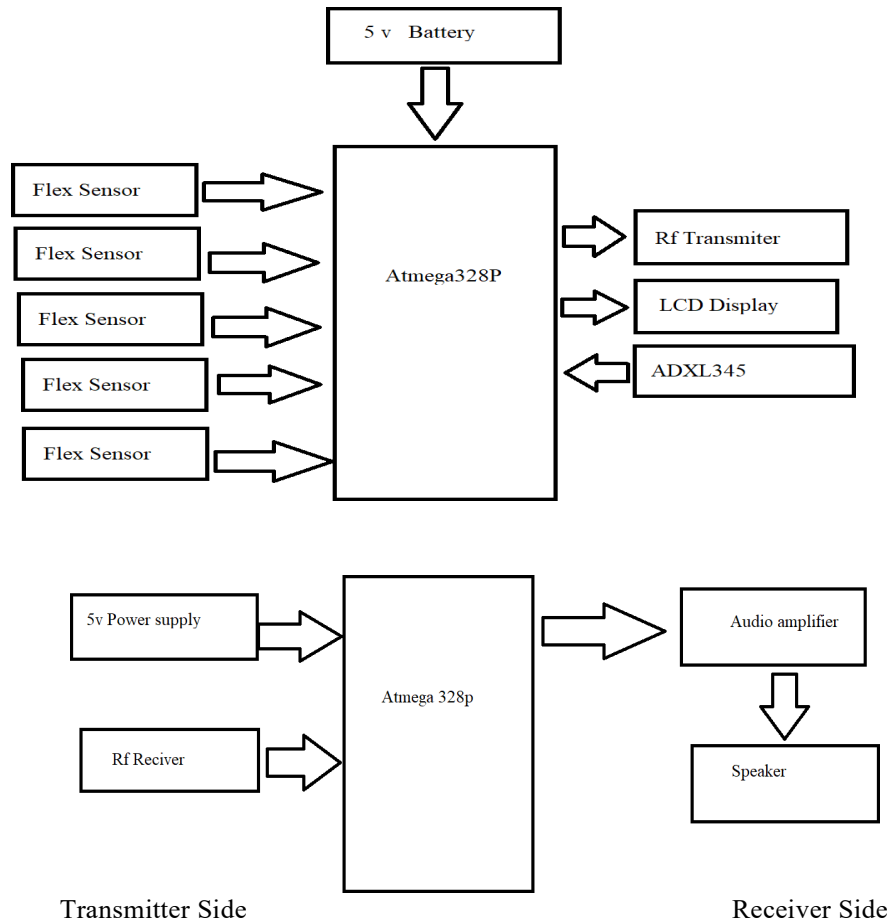 5 v Battery
Flex Sensor
Flex Sensor
Flex Sensor
Flex Sensor
Flex Sensor
Atmega328P
Rf Transmiter
LCD Display
ADXL345
5v Power supply
Rf Reciver
Atmega 328p
Audio amplifier
Speaker
Transmitter Side
Receiver Side